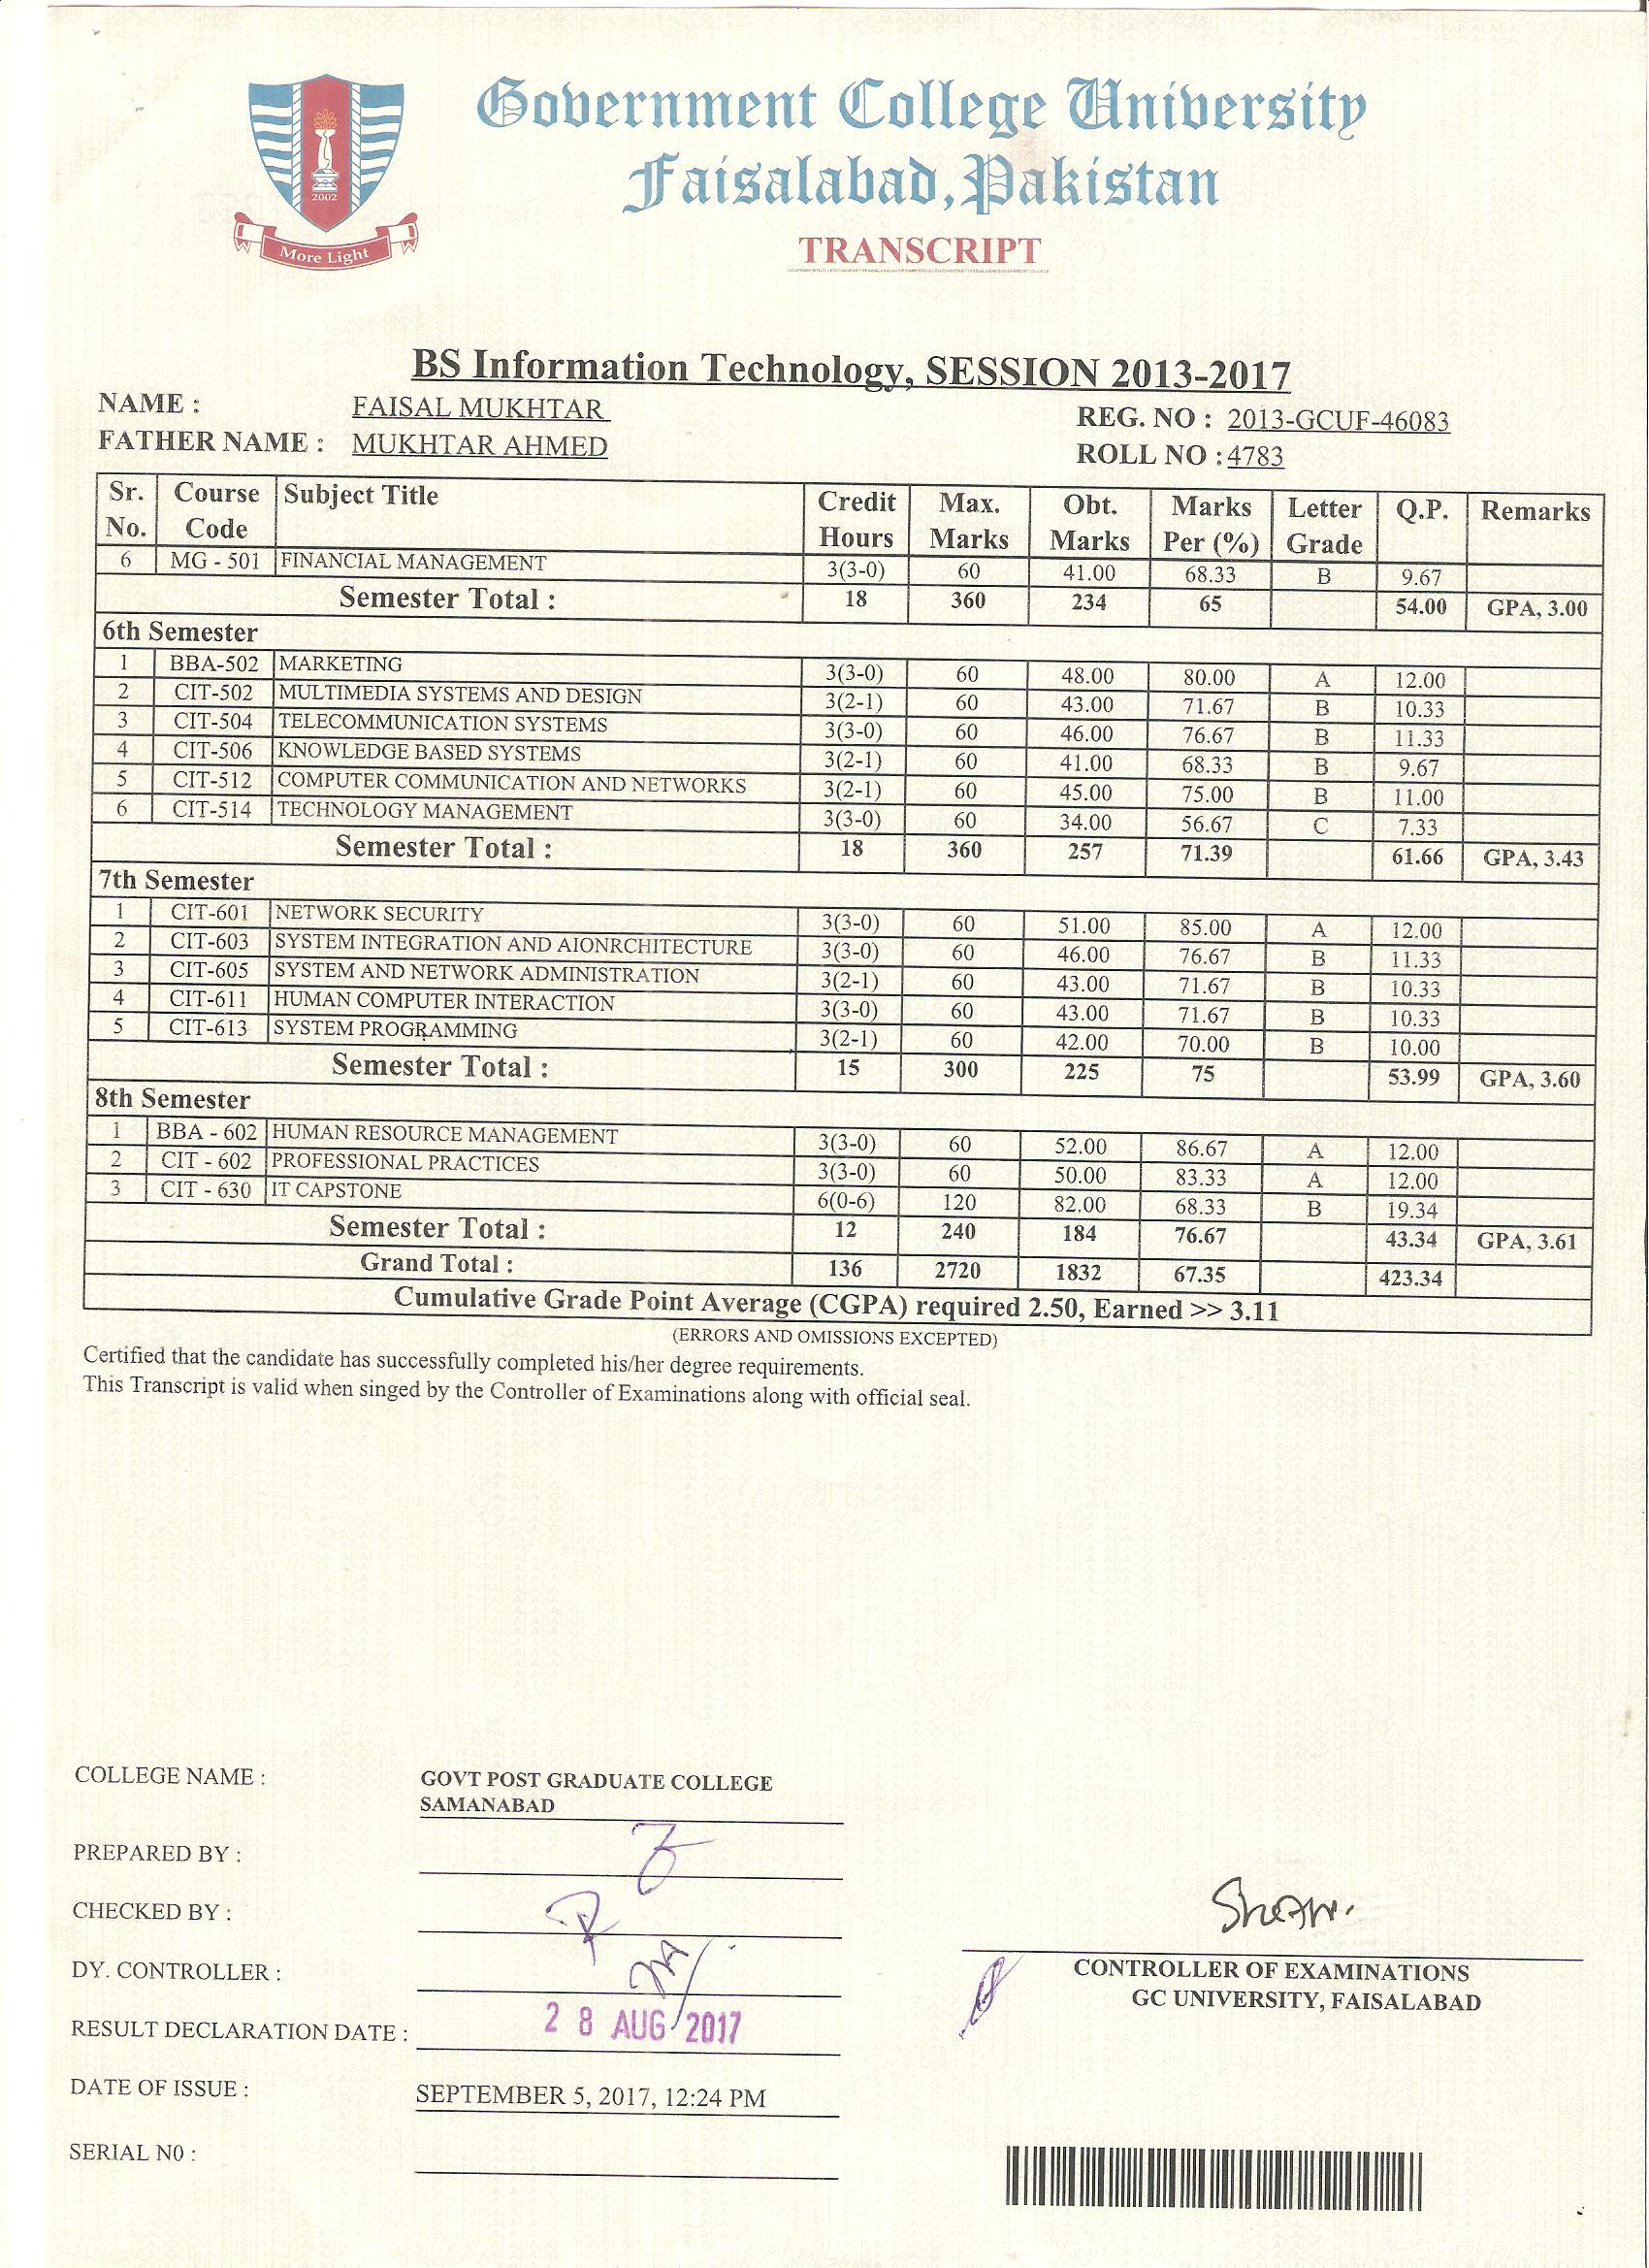 2002
More Light
Government College University
Faisalabad, Pakistan
TRANSCRIPT
BS Information Technology, SESSION 2013-2017
NAME : FAISAL MUKHTAR REG. NO : 2013-GCUF-46083
FATHER NAME : MUKHTAR AHMED ROLL NO :4783
Sr. No. Course Code Subject Title Credit Hours Max. Marks Obt. Marks Marks Per (%) Letter Grade Q.P. Remarks
6 MG - 501 FINANCIAL MANAGEMENT 3(3-0) 60 41.00 68.33 B 9.67
Semester Total : 18 360 234 65 54.00 GPA, 3.00
6th Semester
1 BBA-502 MARKETING 3(3-0) 60 48.00 80.00 A 12.00
2 CIT-502 MULTIMEDIA SYSTEMS AND DESIGN 3(2-1) 60 43.00 71.67 B 10.33
3 CIT-504 TELECOMMUNICATION SYSTEMS 3(3-0) 60 46.00 76.67 B 11.33
4 CIT-506 KNOWLEDGE BASED SYSTEMS 3(2-1) 60 41.00 68.33 B 9.67
5 CIT-512 COMPUTER COMMUNICATION AND NETWORKS 3(2-1) 60 45.00 75.00 B 11.00
6 CIT-514 TECHNOLOGY MANAGEMENT 3(3-0) 60 34.00 56.67 C 7.33
Semester Total : 18 360 257 71.39 61.66 GPA, 3.43
7th Semester
1 CIT-601 NETWORK SECURITY 3(3-0) 60 51.00 85.00 A 12.00
2 CIT-603 SYSTEM INTEGRATION AND AIONRCHITECTURE 3(3-0) 60 46.00 76.67 B 11.33
3 CIT-605 SYSTEM AND NETWORK ADMINISTRATION 3(2-1) 60 43.00 71.67 B 10.33
4 CIT-611 HUMAN COMPUTER INTERACTION 3(3-0) 60 43.00 71.67 B 10.33
5 CIT-613 SYSTEM PROGRAMMING 3(2-1) 60 42.00 70.00 B 10.00
Semester Total : 15 300 225 75 53.99 GPA, 3.60
8th Semester
1 BBA - 602 HUMAN RESOURCE MANAGEMENT 3(3-0) 60 52.00 86.67 A 12.00
2 CIT - 602 PROFESSIONAL PRACTICES 3(3-0) 60 50.00 83.33 A 12.00
3 CIT - 630 IT CAPSTONE 6(0-6) 120 82.00 68.33 B 19.34
Semester Total : 12 240 184 76.67 43.34 GPA, 3.61
Grand Total : 136 2720 1832 67.35 423.34
Cumulative Grade Point Average (CGPA) required 2.50, Earned >> 3.11
(ERRORS AND OMISSIONS EXCEPTED)
Certified that the candidate has successfully completed his/her degree requirements.
This Transcript is valid when singed by the Controller of Examinations along with official seal.
COLLEGE NAME : GOVT POST GRADUATE COLLEGE
SAMANABAD
PREPARED BY :
CHECKED BY :
DY. CONTROLLER :
CONTROLLER OF EXAMINATIONS
GC UNIVERSITY, FAISALABAD
RESULT DECLARATION DATE : 28 AUG 2017
DATE OF ISSUE : SEPTEMBER 5, 2017, 12:24 PM
SERIAL N0 :